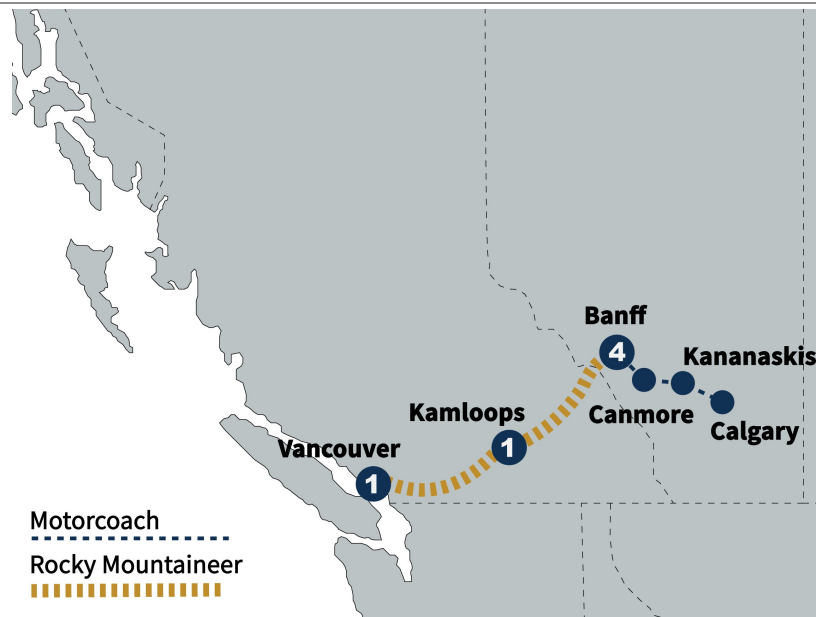 Banff
4
Kananaskis
Canmore
Calgary
Kamloops
1
Vancouver
1
Motorcoach
Rocky Mountaineer